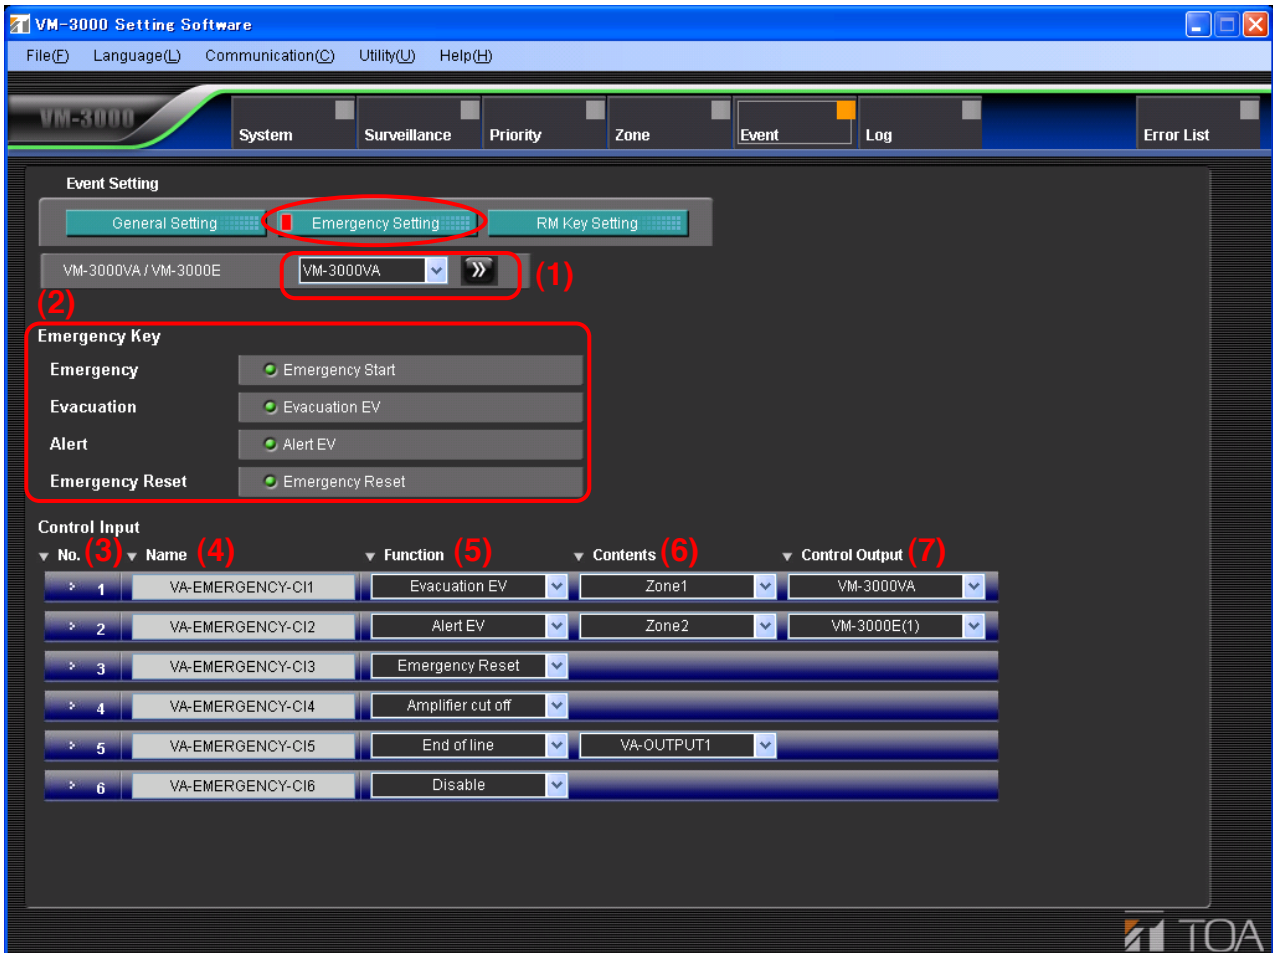 VM-3000 Setting Software
File(F) Language(L) Communication(C) Utility(U) Help(H)
VM-3000
System Surveillance Priority Zone Event Log Error List
Event Setting
General Setting Emergency Setting RM Key Setting
VM-3000VA / VM-3000E VM-3000VA (1)
(2)
Emergency Key
Emergency Emergency Start
Evacuation Evacuation EV
Alert Alert EV
Emergency Reset Emergency Reset
Control Input
No. (3) Name (4) Function (5) Contents (6) Control Output (7)
1 VA-EMERGENCY-CI1 Evacuation EV Zone1 VM-3000VA
2 VA-EMERGENCY-CI2 Alert EV Zone2 VM-3000E(1)
3 VA-EMERGENCY-CI3 Emergency Reset
4 VA-EMERGENCY-CI4 Amplifier cut off
5 VA-EMERGENCY-CI5 End of line VA-OUTPUT1
6 VA-EMERGENCY-CI6 Disable
TOA